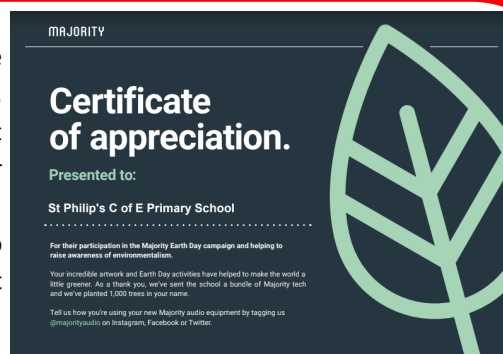 MAJORITY
Certificate
of appreciation.
Presented to:
St Philip's C of E Primary School
For their participation in the Majority Earth Day campaign and helping to
raise awareness of environmentalism.
Your incredible artwork and Earth Day activities have helped to make the world a
little greener. As a thank you, we've sent the school a bundle of Majority tech
and we've planted 1,000 trees in your name.
Tell us how you're using your new Majority audio equipment by tagging us
@majorityaudio on Instagram, Facebook or Twitter.